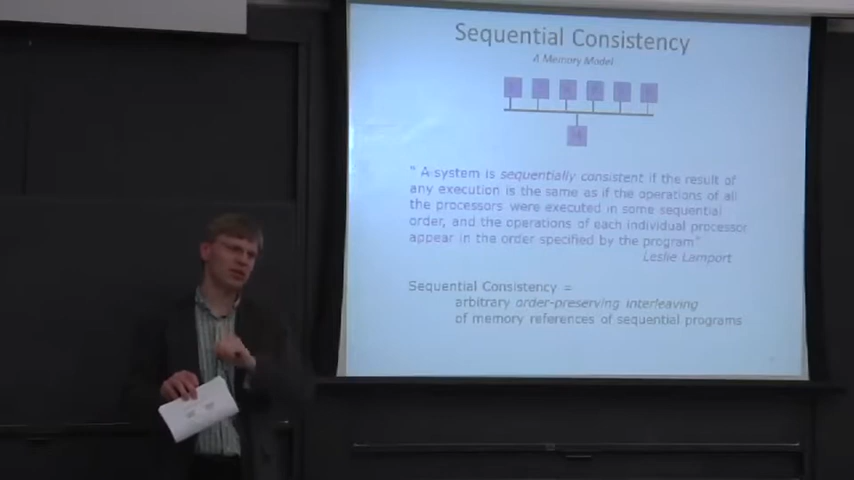 Sequential Consistency
A Memory Model
" A system is sequentially consistent if the result of
any execution is the same as if the operations of all
the processors were executed in some sequential
order, and the operations of each individual processor
appear in the order specified by the program"
Leslie Lamport
Sequential Consistency =
arbitrary order-preserving interleaving
of memory references of sequential programs